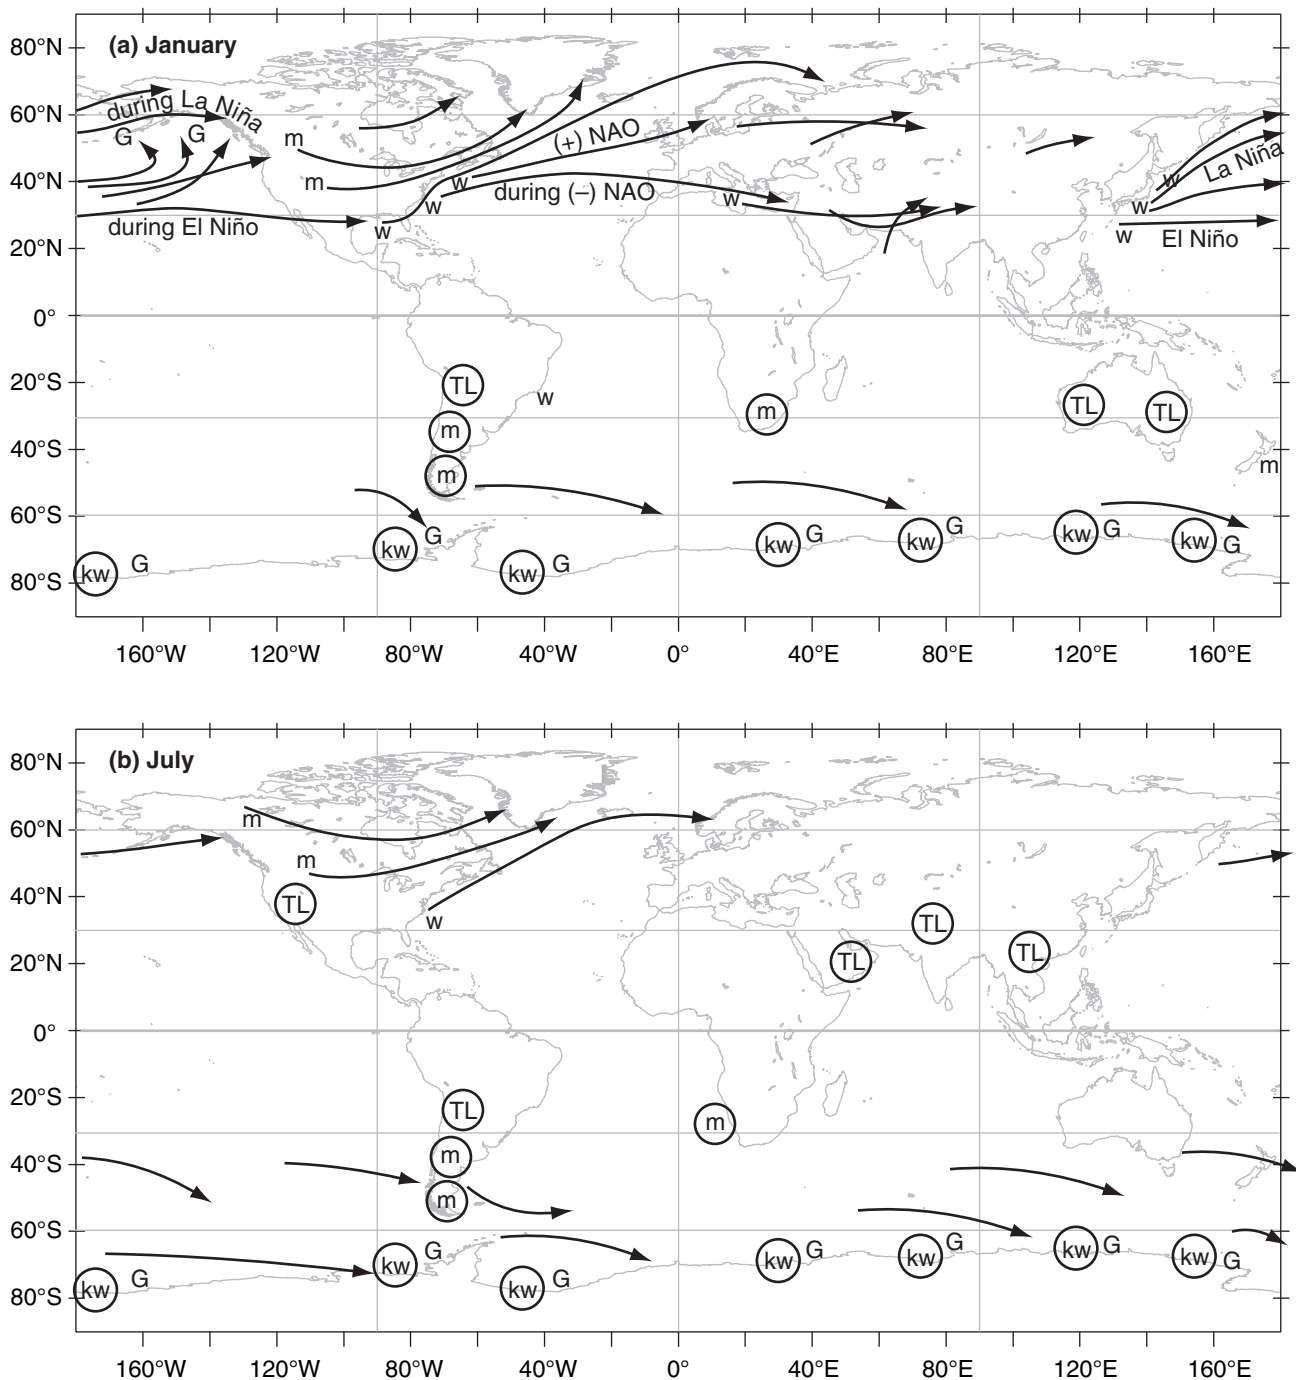 80°N
(a) January
60°N
during La Niña
G
G
m
(+) NAO
La Niña
40°N
m
w
during (–) NAO
w
w
w
w
during El Niño
w
w
El Niño
20°N
0°
TL
20°S
w
m
TL
TL
m
40°S
m
m
60°S
kw
G
kw
G
kw
G
kw
G
kw
G
kw
G
kw
G
kw
G
80°S
160°W 120°W 80°W 40°W 0° 40°E 80°E 120°E 160°E
80°N
(b) July
60°N
m
m
40°N
TL
w
TL
TL
TL
20°N
0°
20°S
TL
m
m
40°S
m
60°S
kw
G
kw
G
kw
G
kw
G
kw
G
kw
G
kw
G
80°S
160°W 120°W 80°W 40°W 0° 40°E 80°E 120°E 160°E